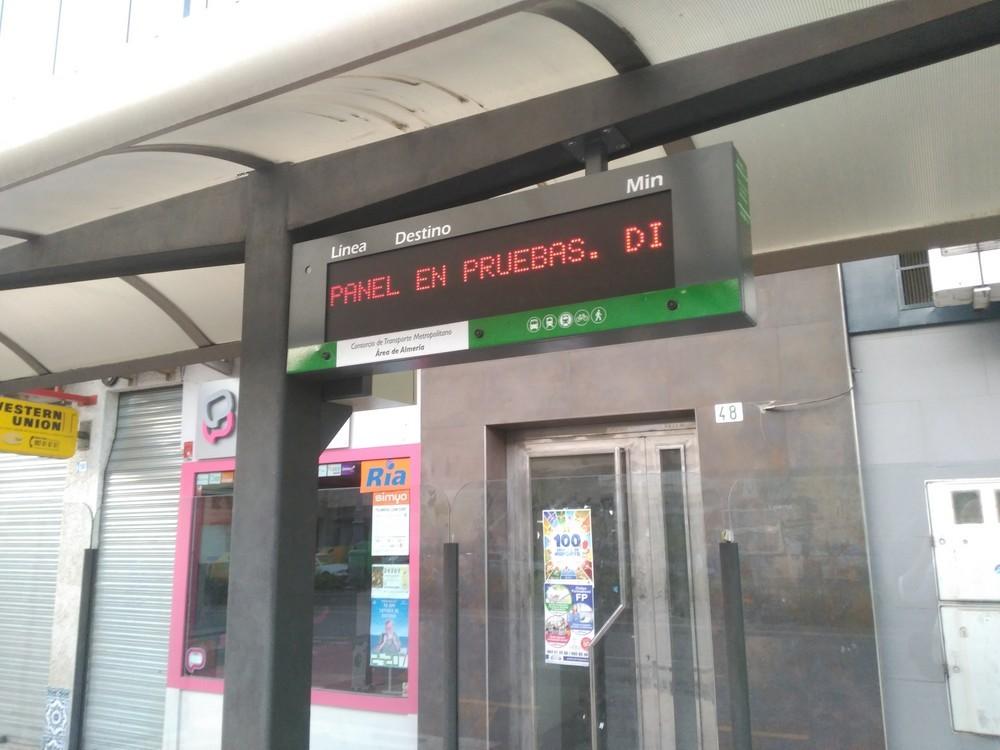 Linea Destino Min
PANEL EN PRUEBAS. DI
Consorcio de Transporte Metropolitano
Área de Almería
48
WESTERN
UNION
Ria
simyo
100
FP